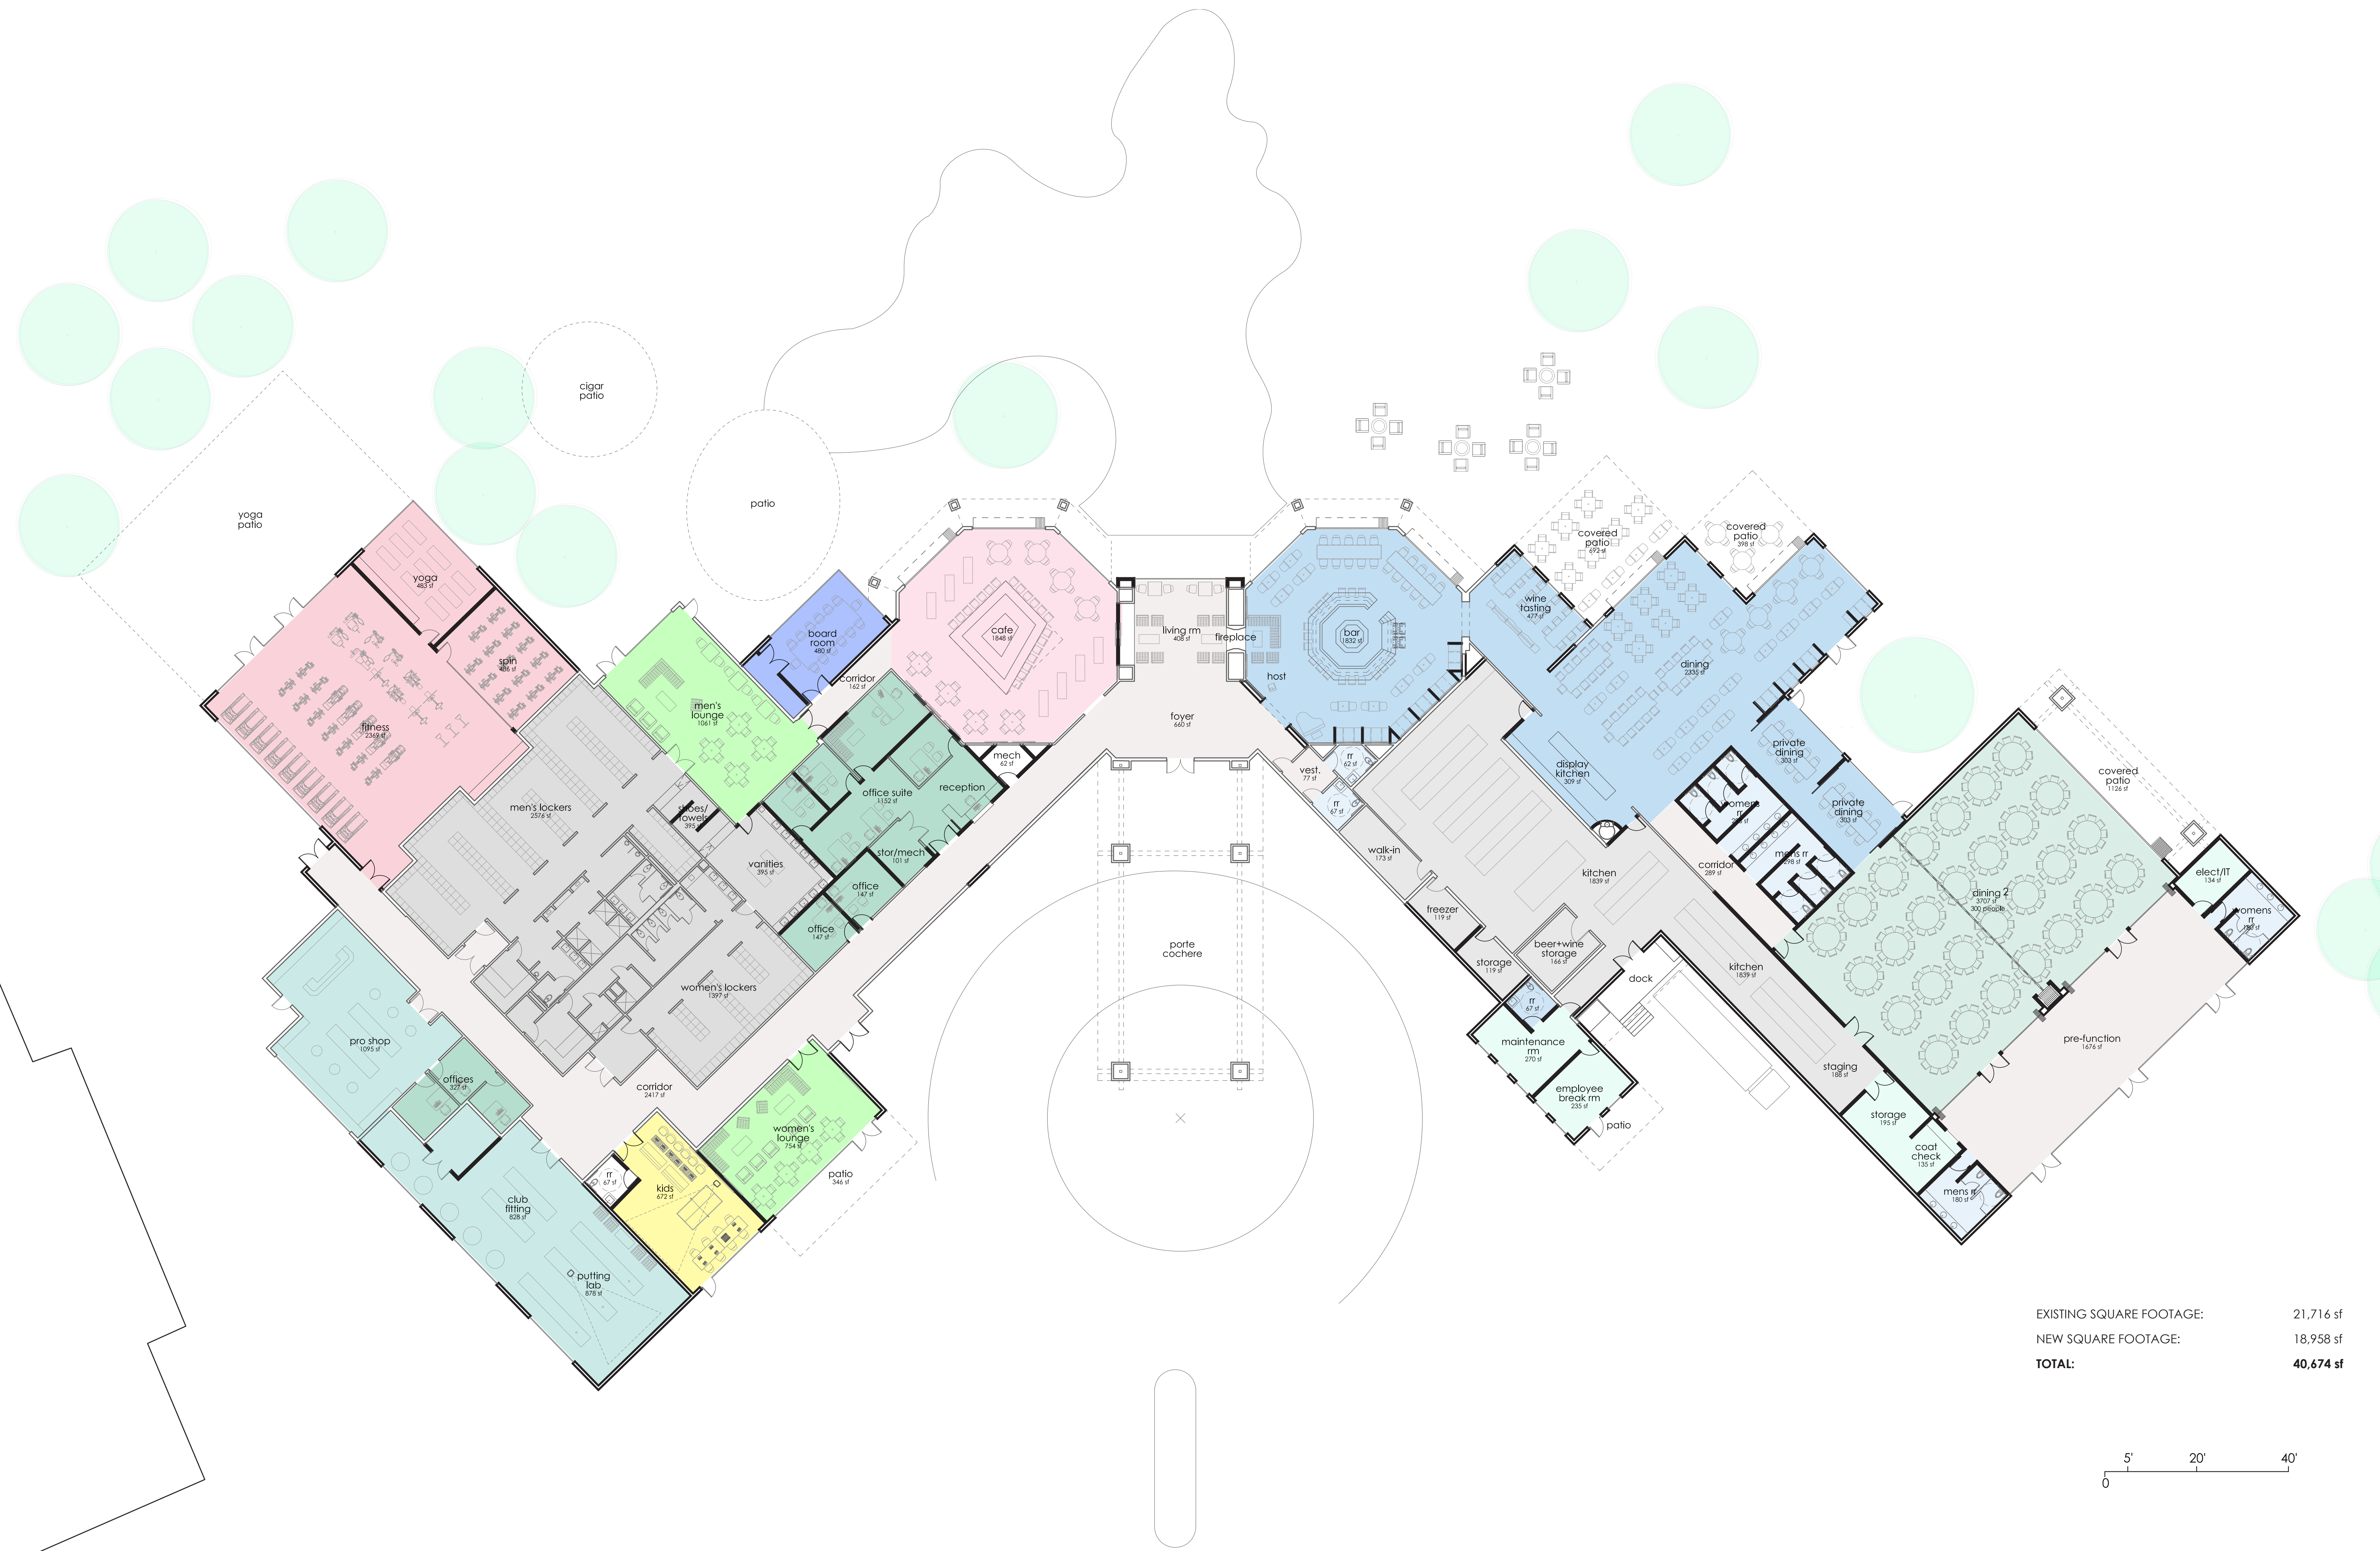 cigar
patio
patio
yoga
patio
yoga
483 sf
spin
486 sf
fitness
2369 sf
men's
lounge
1061 sf
board
room
480 sf
corridor
162 sf
cafe
1848 sf
living rm
408 sf
fireplace
foyer
660 sf
host
bar
1832 sf
wine
tasting
477 sf
covered
patio
692 sf
covered
patio
398 sf
dining
2335 sf
private
dining
303 sf
private
dining
303 sf
display
kitchen
309 sf
mech
62 sf
vest.
77 sf
rr
62 sf
rr
67 sf
men's lockers
2576 sf
shoes/
towels
395 sf
vanities
395 sf
office suite
1152 sf
reception
stor/mech
101 sf
office
147 sf
office
147 sf
women's lockers
1397 sf
walk-in
173 sf
freezer
119 sf
storage
119 sf
kitchen
1839 sf
beer+wine
storage
166 sf
womens
rr
mens rr
298 sf
corridor
289 sf
dock
kitchen
1839 sf
dining 2
3707 sf
300 people
covered
patio
1126 sf
elect/IT
134 sf
womens
rr
180 sf
pre-function
1676 sf
porte
cochere
pro shop
1095 sf
offices
327 sf
corridor
2417 sf
rr
67 sf
maintenance
rm
270 sf
employee
break rm
235 sf
patio
staging
188 sf
storage
195 sf
coat
check
135 sf
mens rr
180 sf
women's
lounge
754 sf
patio
346 sf
rr
67 sf
kids
672 sf
club
fitting
828 sf
putting
lab
878 sf
EXISTING SQUARE FOOTAGE: 21,716 sf
NEW SQUARE FOOTAGE: 18,958 sf
TOTAL: 40,674 sf
5' 20' 40'
0